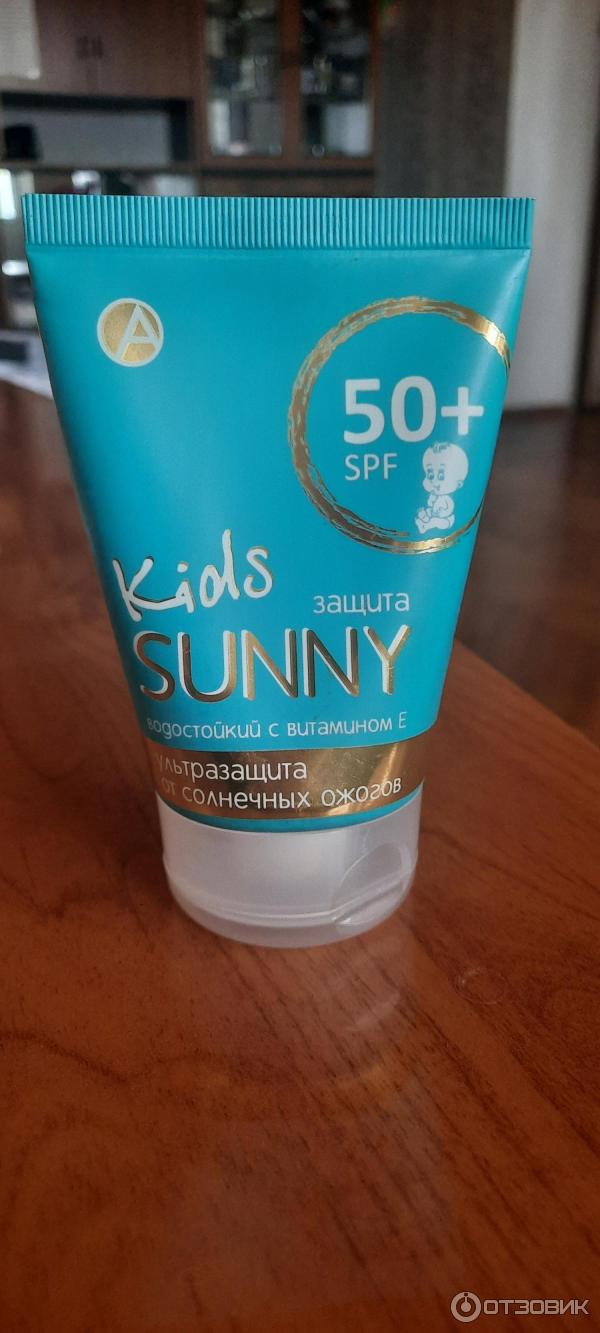 A
50+
SPF
Kids
защита
SUNNY
водостойкий с витамином Е
ультразащита
от солнечных ожогов
ОТЗОВИК